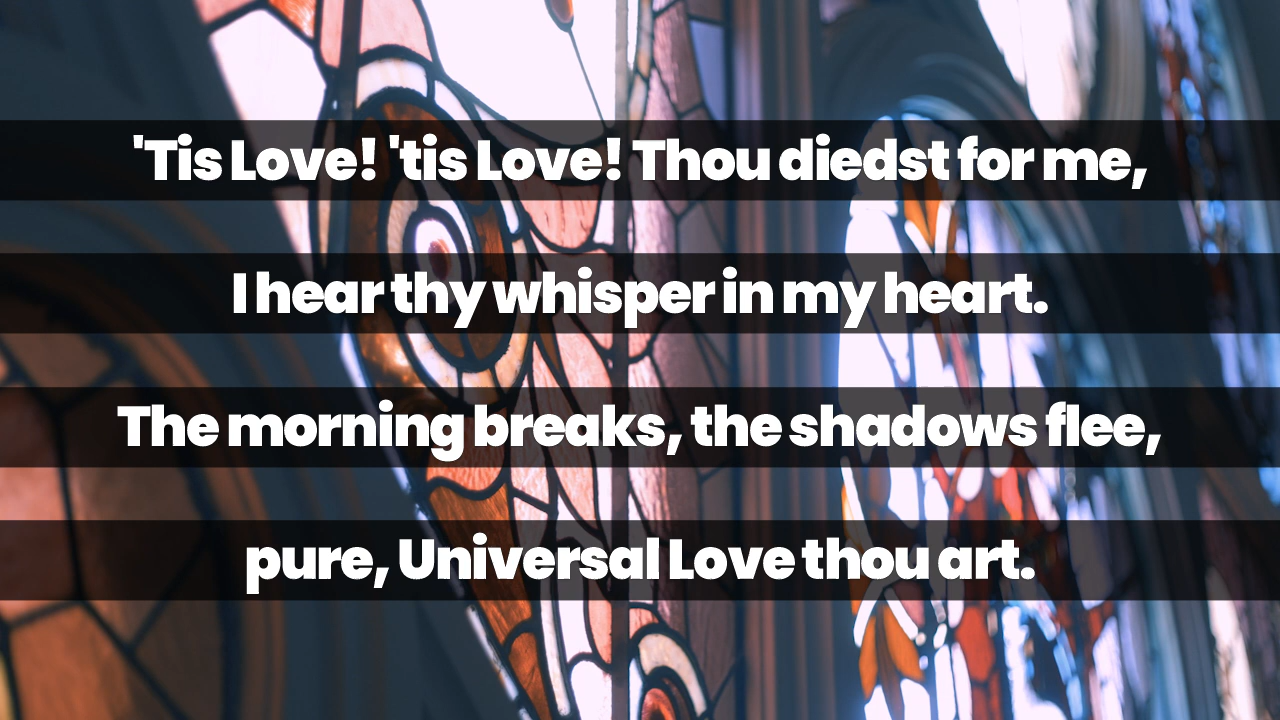 'Tis Love! 'tis Love! Thou diedst for me,
I hear thy whisper in my heart.
The morning breaks, the shadows flee,
pure, Universal Love thou art.